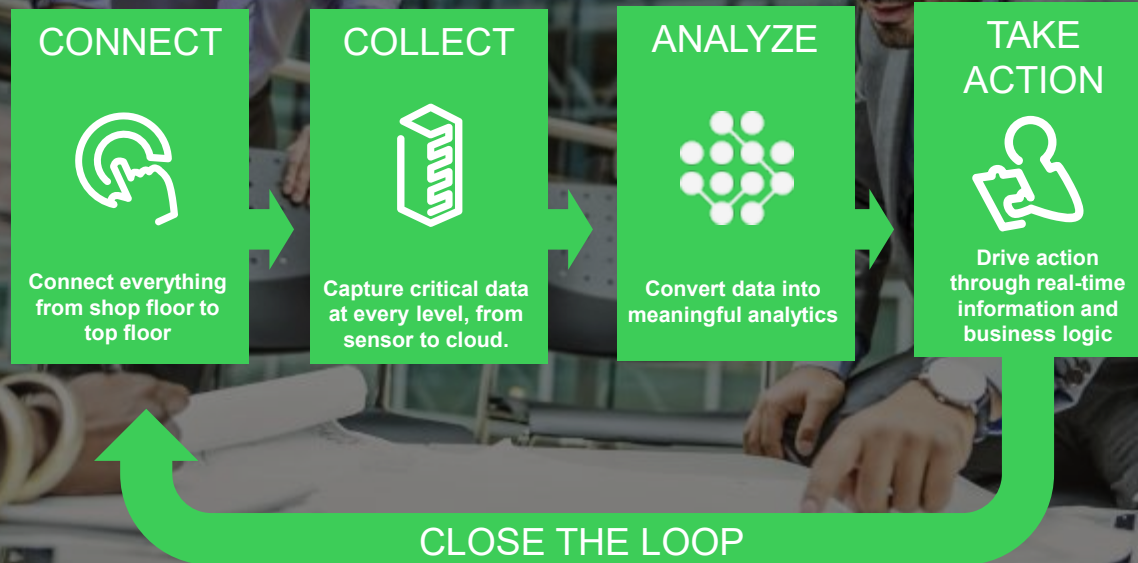 CONNECT
Connect everything
from shop floor to
top floor
COLLECT
Capture critical data
at every level, from
sensor to cloud.
ANALYZE
Convert data into
meaningful analytics
TAKE
ACTION
Drive action
through real-time
information and
business logic
CLOSE THE LOOP